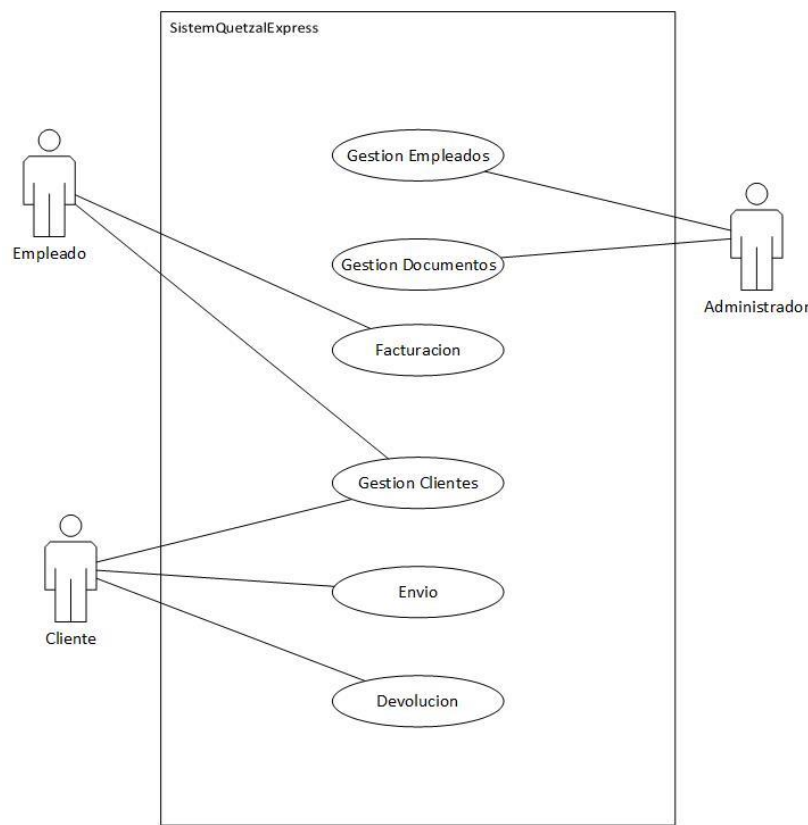 SistemQuetzalExpress
Gestion Empleados
Empleado
Gestion Documentos
Administrador
Facturacion
Gestion Clientes
Envio
Cliente
Devolucion